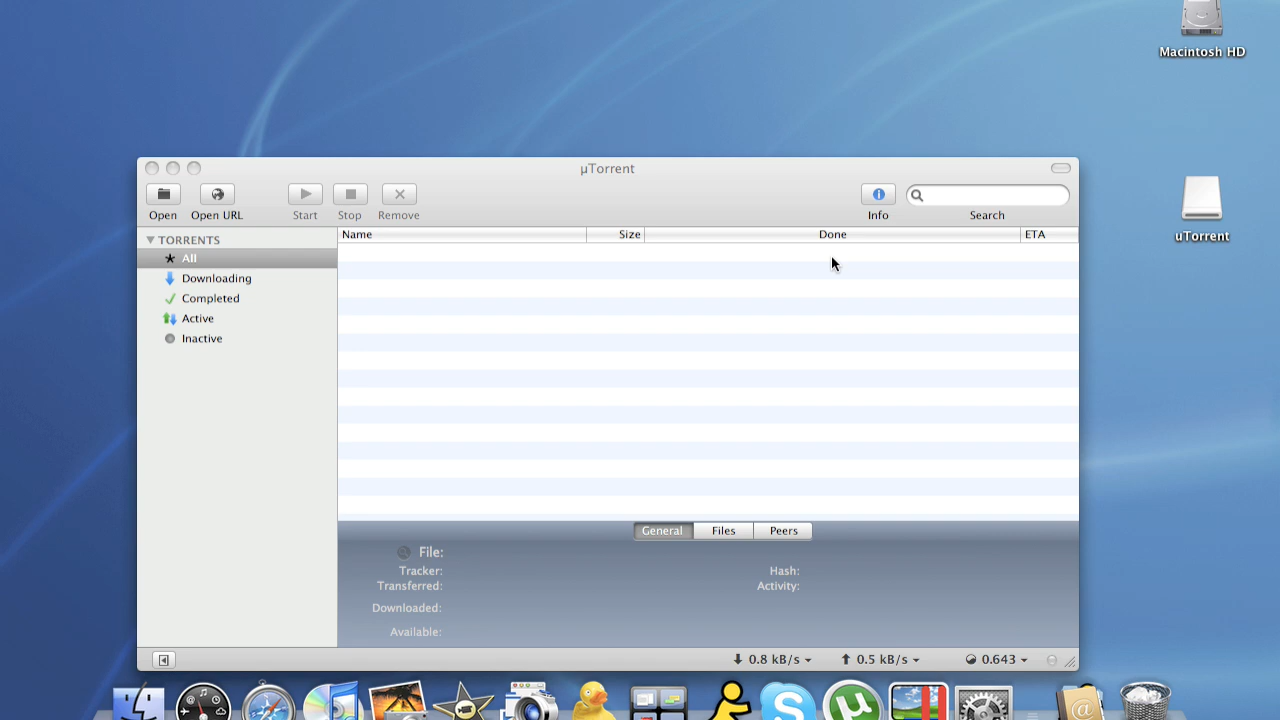 Macintosh HD
µTorrent
Open Open URL Start Stop Remove Info Search
uTorrent
TORRENTS
Name Size Done ETA
All
Downloading
Completed
Active
Inactive
General Files Peers
File:
Tracker: Hash:
Transferred: Activity:
Downloaded:
Available:
0.8 kB/s 0.5 kB/s 0.643